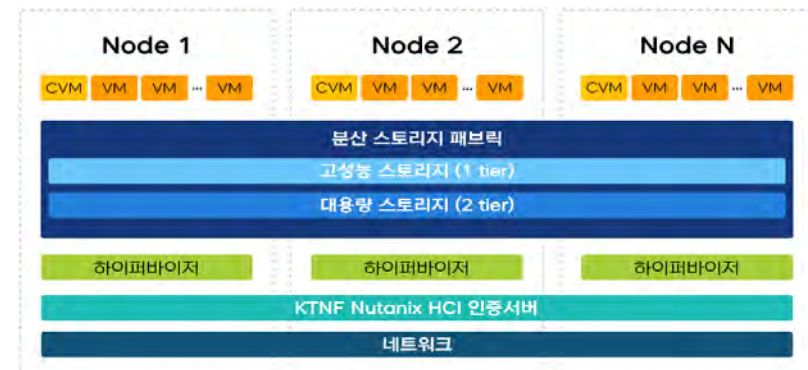 Node 1 Node 2 Node N
CVM VM VM ... VM CVM VM VM ... VM CVM VM VM ... VM
분산 스토리지 패브릭
고성능 스토리지 (1 tier)
대용량 스토리지 (2 tier)
하이퍼바이저 하이퍼바이저 하이퍼바이저
KTNF Nutanix HCI 인증서버
네트워크